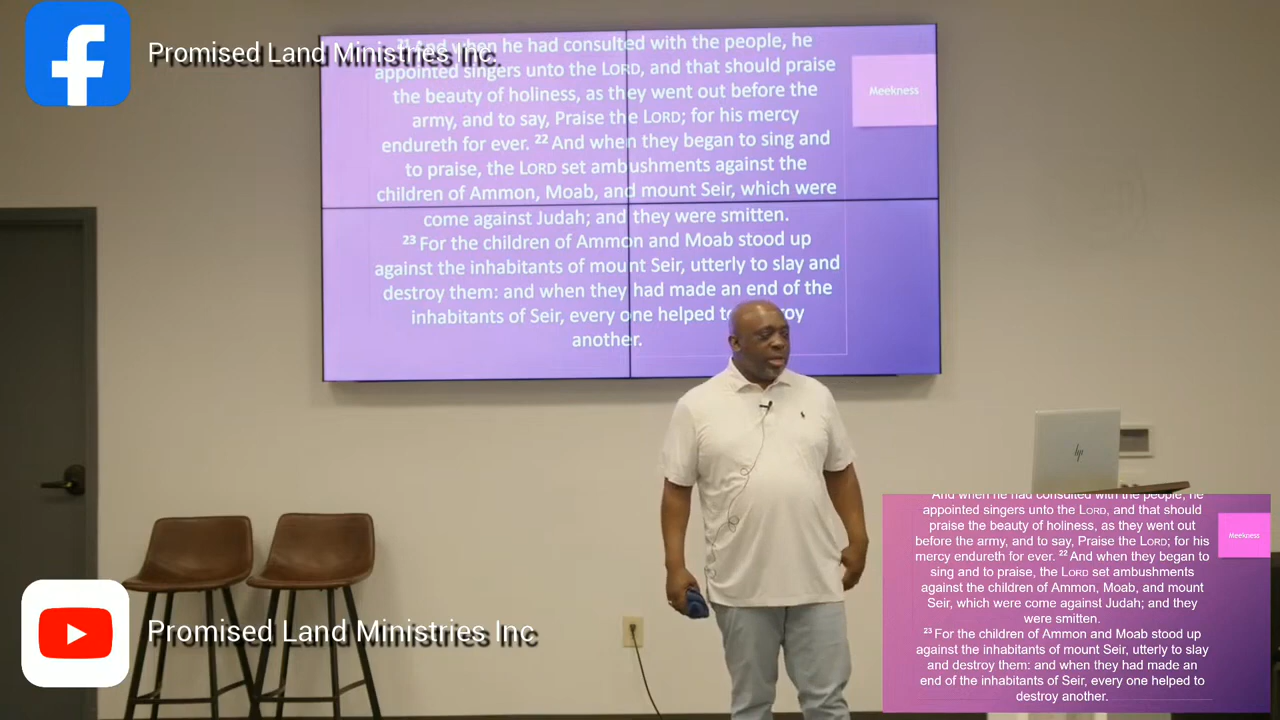 Promised Land Ministries Inc.
21 And when he had consulted with the people, he
appointed singers unto the LORD, and that should praise
the beauty of holiness, as they went out before the
army, and to say, Praise the LORD; for his mercy
endureth for ever. 22 And when they began to sing and
to praise, the LORD set ambushments against the
children of Ammon, Moab, and mount Seir, which were
come against Judah; and they were smitten.
23 For the children of Ammon and Moab stood up
against the inhabitants of mount Seir, utterly to slay and
destroy them: and when they had made an end of the
inhabitants of Seir, every one helped
another.
Meekness
hp
And when he had consulted with the people, he
appointed singers unto the LORD, and that should
praise the beauty of holiness, as they went out
before the army, and to say, Praise the LORD; for his
mercy endureth for ever. 22 And when they began to
sing and to praise, the LORD set ambushments
against the children of Ammon, Moab, and mount
Seir, which were come against Judah; and they
were smitten.
23 For the children of Ammon and Moab stood up
against the inhabitants of mount Seir, utterly to slay
and destroy them: and when they had made an
end of the inhabitants of Seir, every one helped to
destroy another.
Meekness
Promised Land Ministries Inc